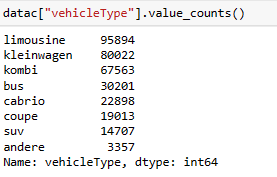 datac["vehicleType"].value_counts()
limousine 95894
kleinwagen 80022
kombi 67563
bus 30201
cabrio 22898
coupe 19013
suv 14707
andere 3357
Name: vehicleType, dtype: int64